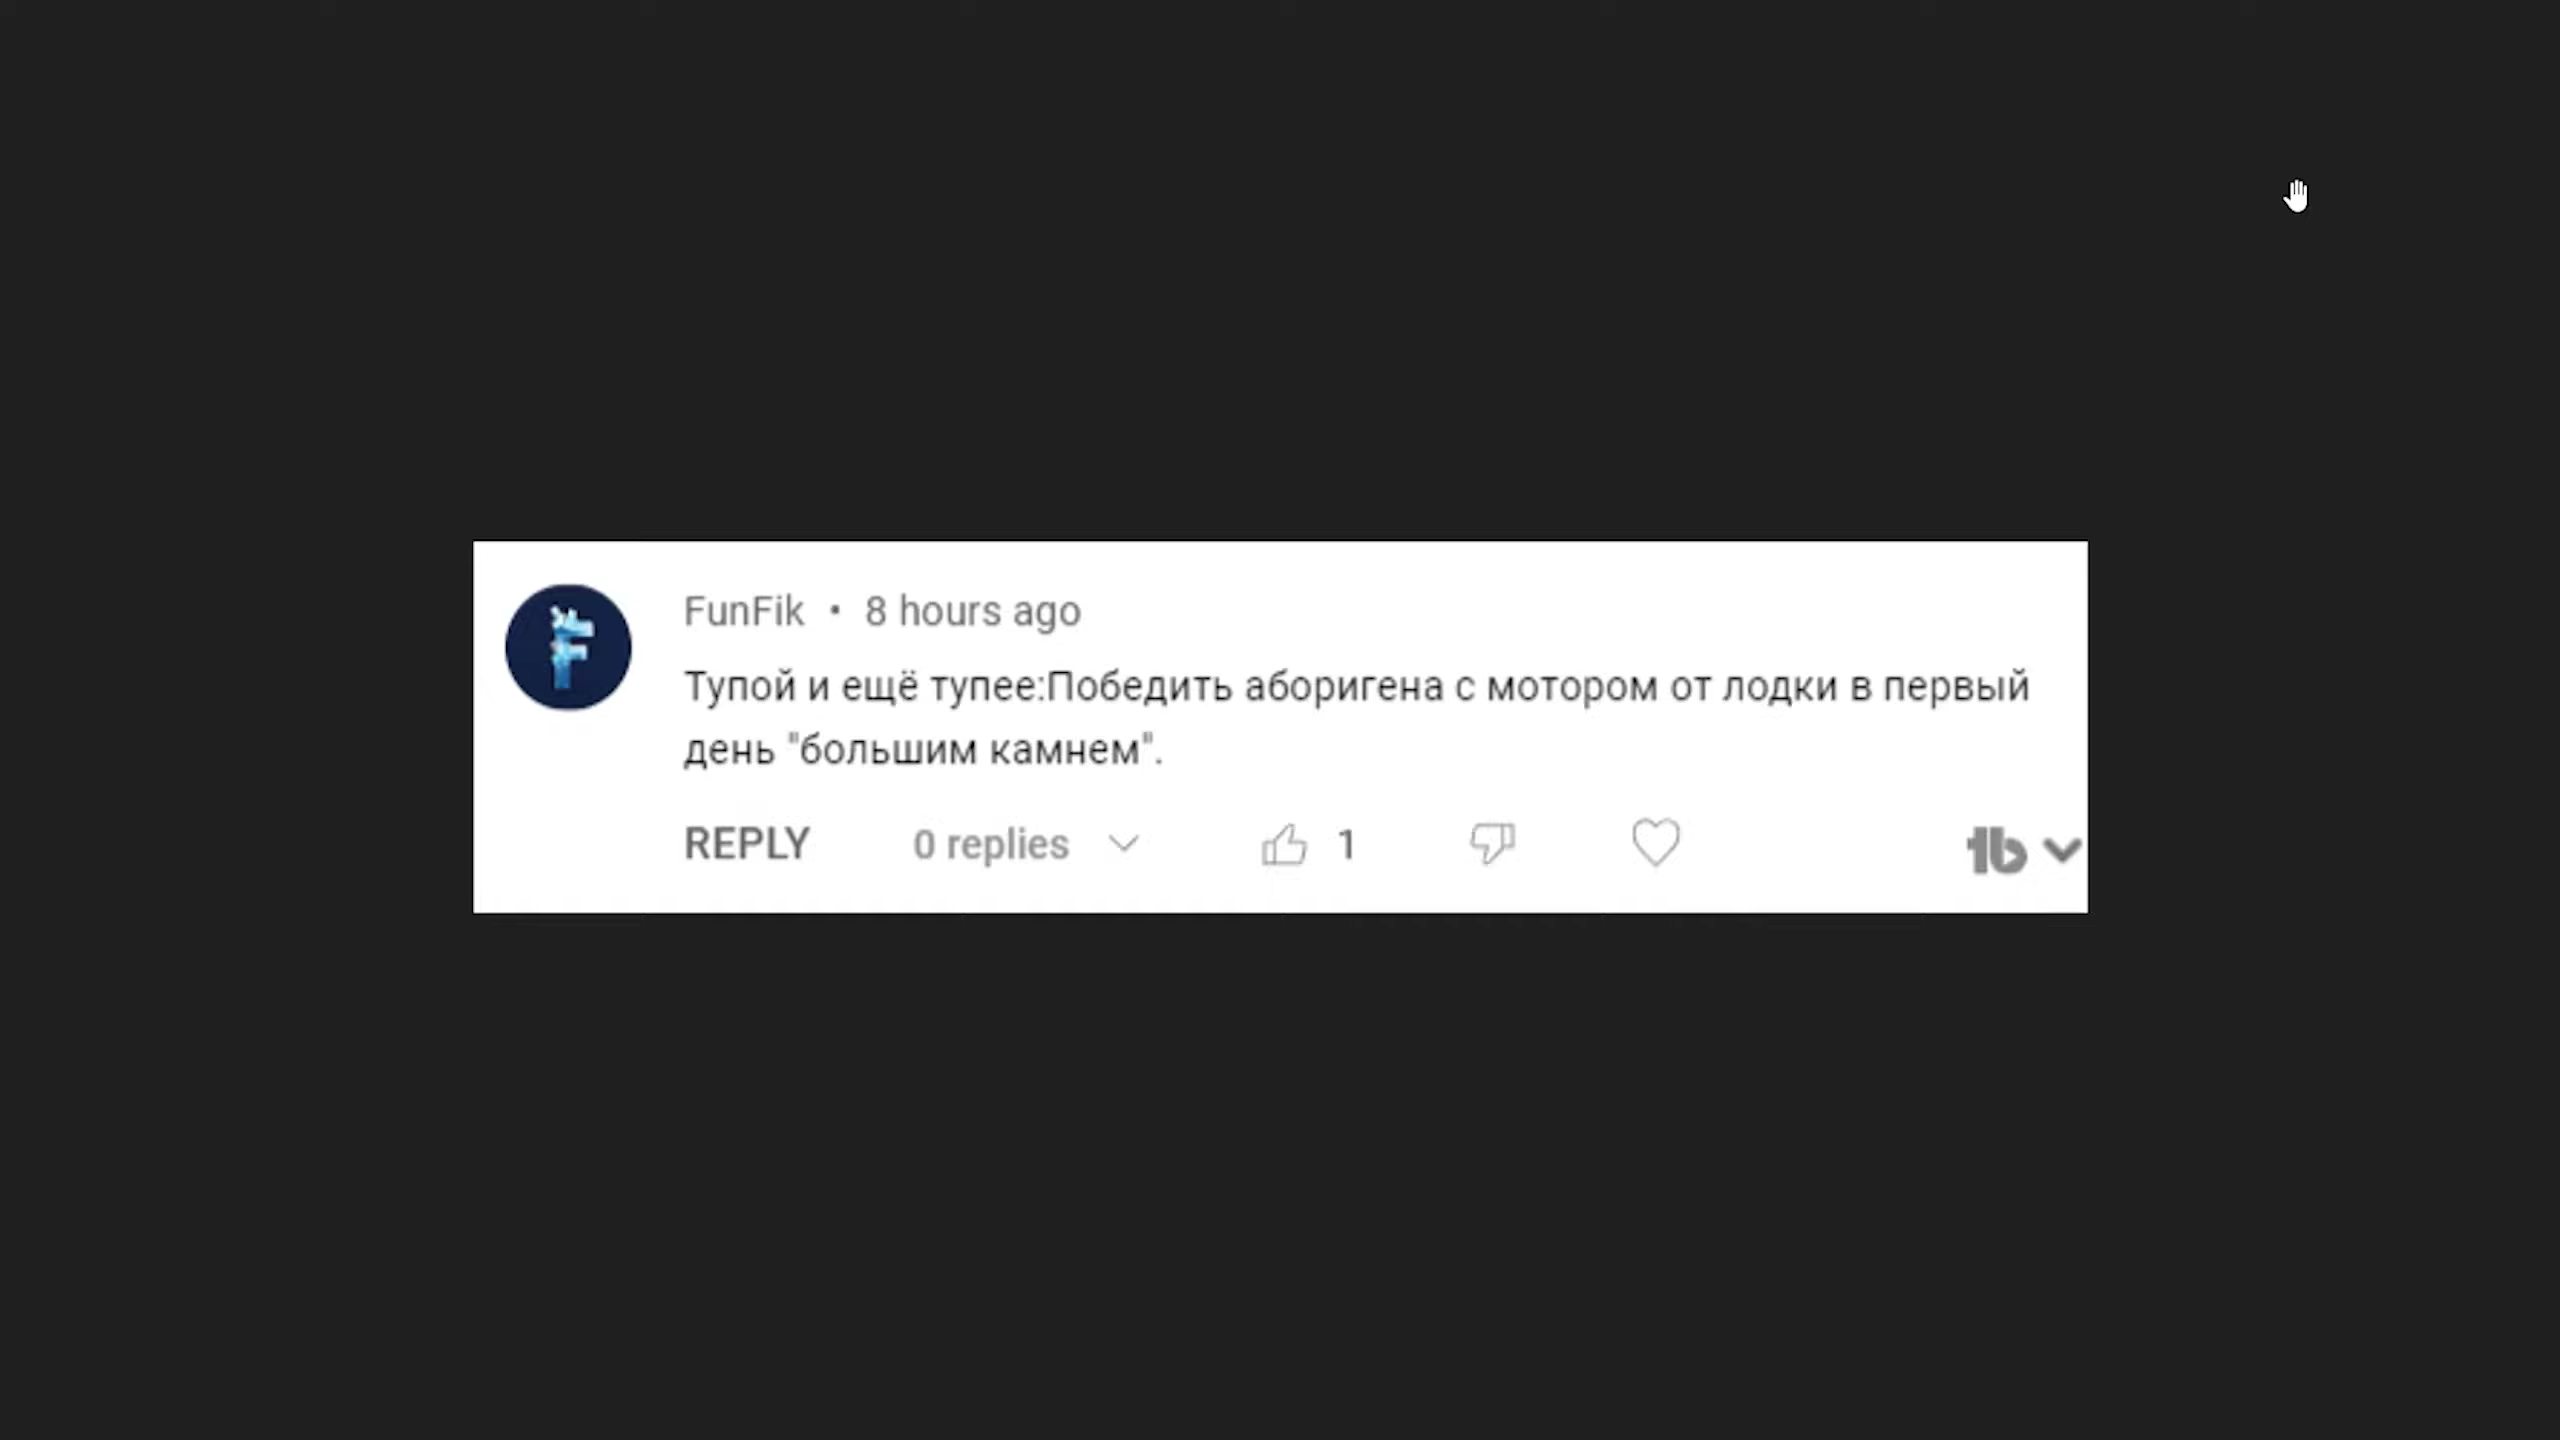 FunFik • 8 hours ago
Тупой и ещё тупее:Победить аборигена с мотором от лодки в первый
день "большим камнем".
REPLY 0 replies 1
tb